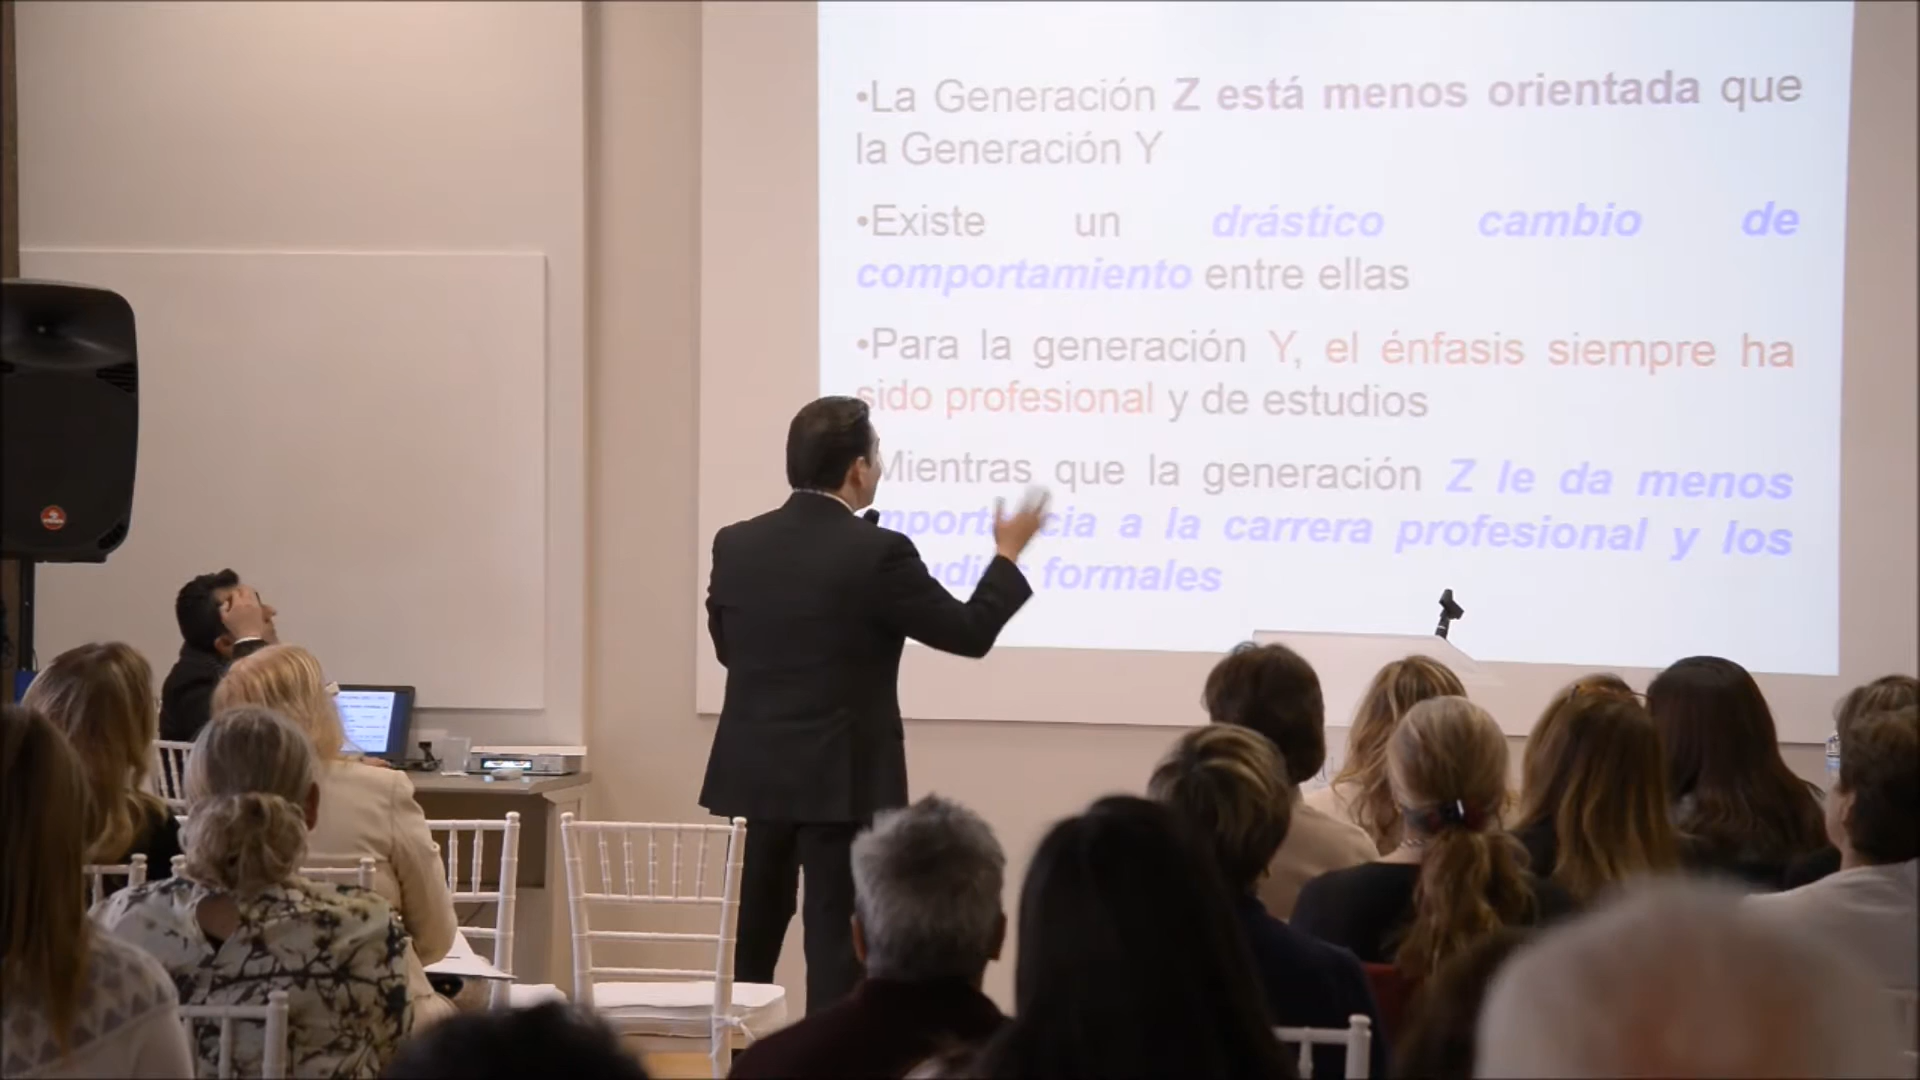 •La Generación Z está menos orientada que
la Generación Y
•Existe un drástico cambio de
comportamiento entre ellas
•Para la generación Y, el énfasis siempre ha
sido profesional y de estudios
Mientras que la generación Z le da menos
a la carrera profesional y los
formales